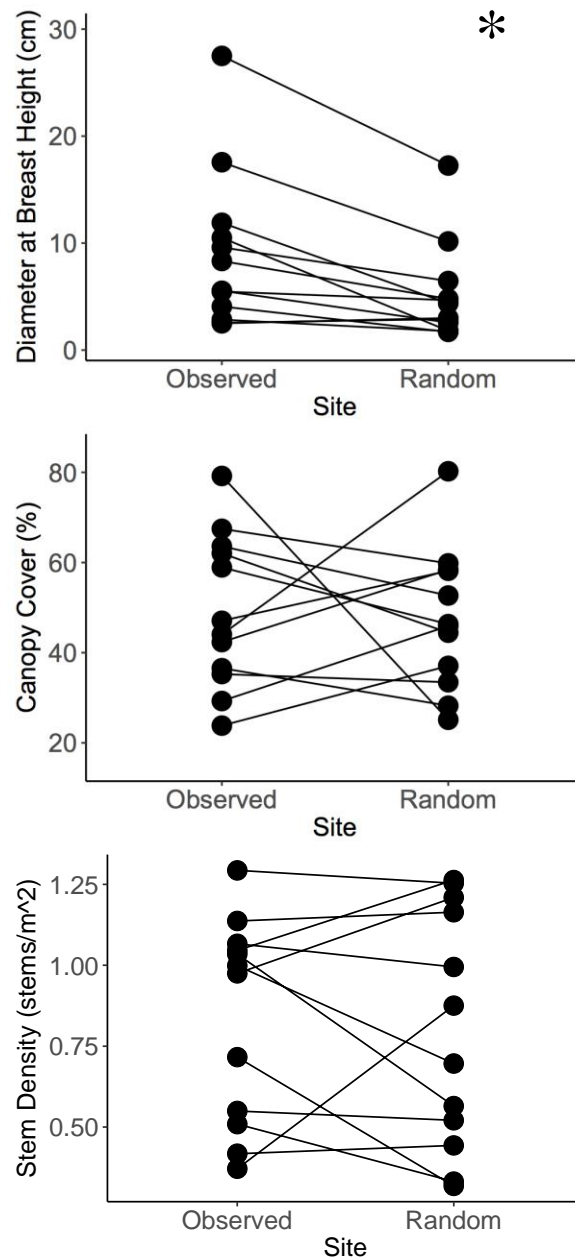 *
Diameter at Breast Height (cm)
30
20
10
0
Observed Random
Site
Canopy Cover (%)
80
60
40
20
Observed Random
Site
Stem Density (stems/m^2)
1.25
1.00
0.75
0.50
Observed Random
Site